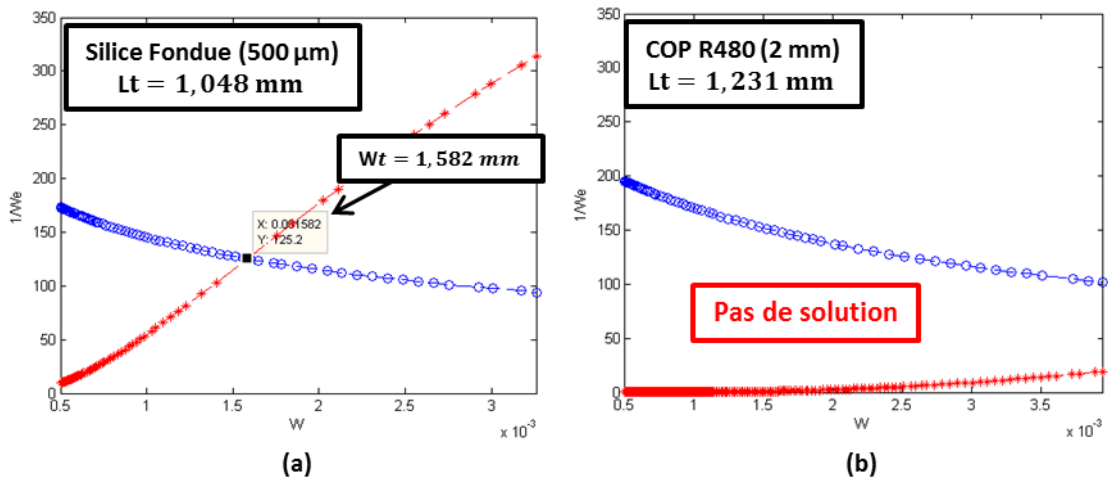 350
300
250
200
150
100
50
0
1/We
0.5
1
1.5
2
2.5
3
W
x 10⁻³
Silice Fondue (500 µm)
Lt = 1,048 mm
Wt = 1,582 mm
X: 0.001582
Y: 125.2
(a)
350
300
250
200
150
100
50
0
1/We
0.5
1
1.5
2
2.5
3
3.5
W
x 10⁻³
COP R480 (2 mm)
Lt = 1,231 mm
Pas de solution
(b)